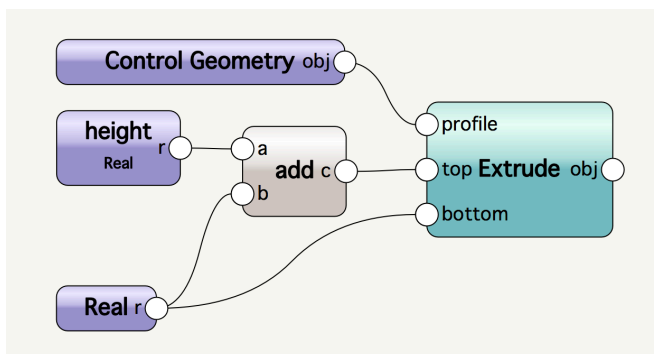 Control Geometry obj
height
r
Real
a
b
add c
profile
top Extrude obj
bottom
Real r